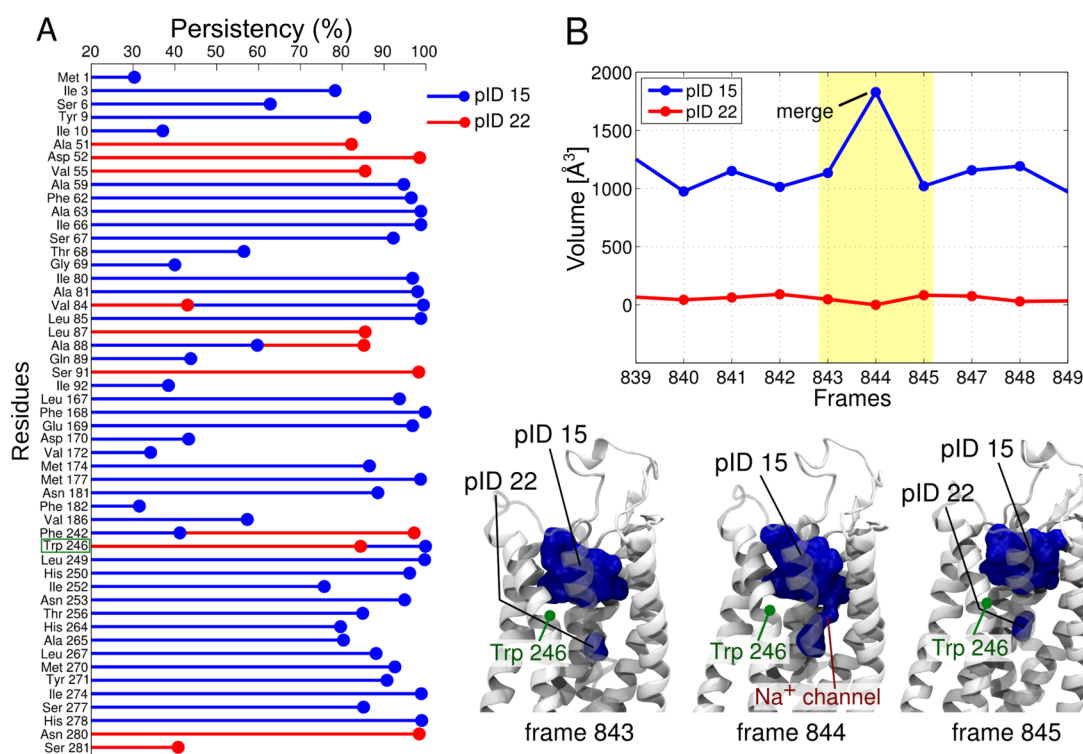 A
Persistency (%)
20 30 40 50 60 70 80 90 100
Residues
Met 1
Ile 3
Ser 6
Tyr 9
Ile 10
Ala 51
Asp 52
Val 55
Ala 59
Phe 62
Ala 63
Ile 66
Ser 67
Thr 68
Gly 69
Ile 80
Ala 81
Val 84
Leu 85
Leu 87
Ala 88
Gln 89
Ser 91
Ile 92
Leu 167
Phe 168
Glu 169
Asp 170
Val 172
Met 174
Met 177
Asn 181
Phe 182
Val 186
Phe 242
Trp 246
Leu 249
His 250
Ile 252
Asn 253
Thr 256
His 264
Ala 265
Leu 267
Met 270
Tyr 271
Ile 274
Ser 277
His 278
Asn 280
Ser 281
pID 15
pID 22
B
Volume [Å³]
2000
1500
1000
500
0
pID 15
pID 22
merge
839 840 841 842 843 844 845 847 848 849
Frames
pID 15
pID 22
Trp 246
frame 843
pID 15
Trp 246
Na⁺ channel
frame 844
pID 15
pID 22
Trp 246
frame 845